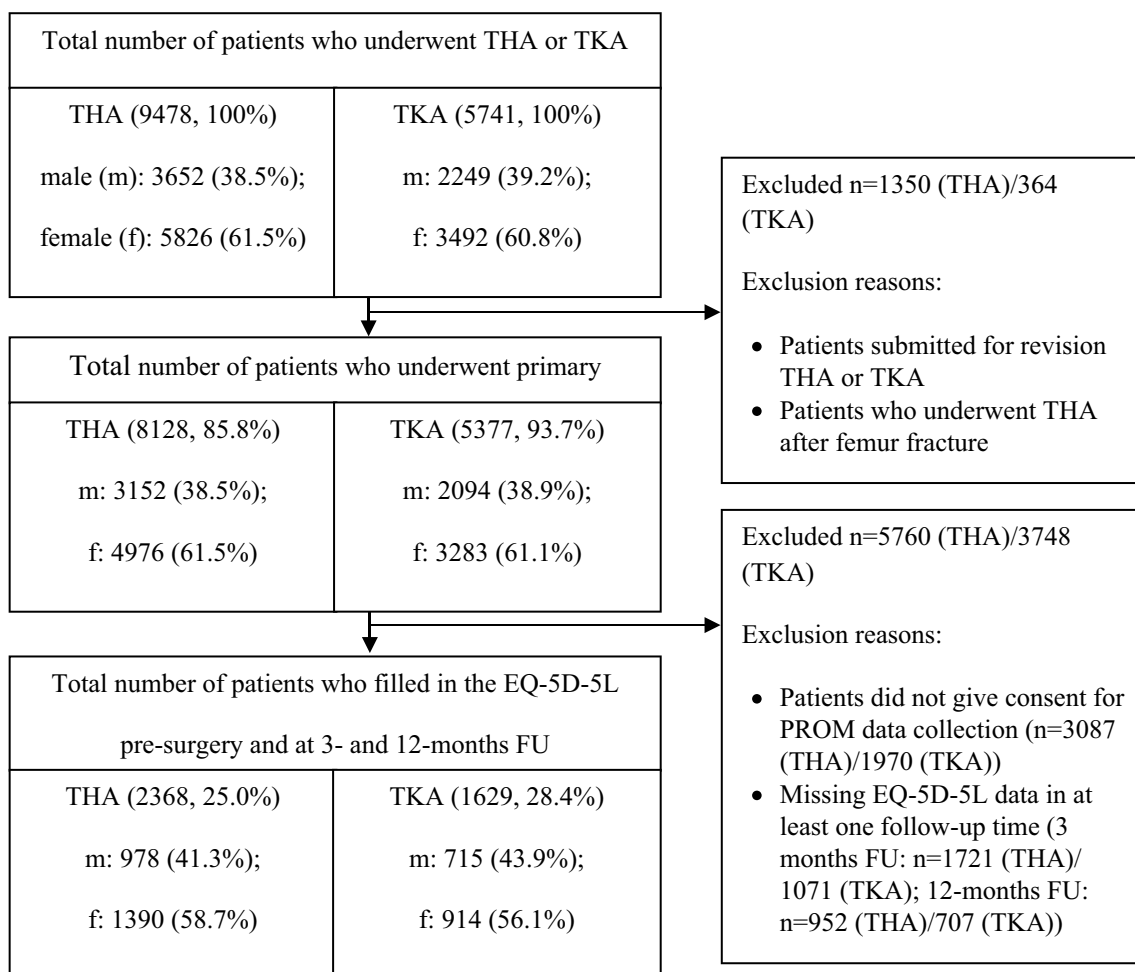 Total number of patients who underwent THA or TKA
THA (9478, 100%)
male (m): 3652 (38.5%);
female (f): 5826 (61.5%)
TKA (5741, 100%)
m: 2249 (39.2%);
f: 3492 (60.8%)
Excluded n=1350 (THA)/364
(TKA)
Exclusion reasons:
• Patients submitted for revision
THA or TKA
• Patients who underwent THA
after femur fracture
Total number of patients who underwent primary
THA (8128, 85.8%)
m: 3152 (38.5%);
f: 4976 (61.5%)
TKA (5377, 93.7%)
m: 2094 (38.9%);
f: 3283 (61.1%)
Excluded n=5760 (THA)/3748
(TKA)
Exclusion reasons:
• Patients did not give consent for
PROM data collection (n=3087
(THA)/1970 (TKA))
• Missing EQ-5D-5L data in at
least one follow-up time (3
months FU: n=1721 (THA)/
1071 (TKA); 12-months FU:
n=952 (THA)/707 (TKA))
Total number of patients who filled in the EQ-5D-5L
pre-surgery and at 3- and 12-months FU
THA (2368, 25.0%)
m: 978 (41.3%);
f: 1390 (58.7%)
TKA (1629, 28.4%)
m: 715 (43.9%);
f: 914 (56.1%)